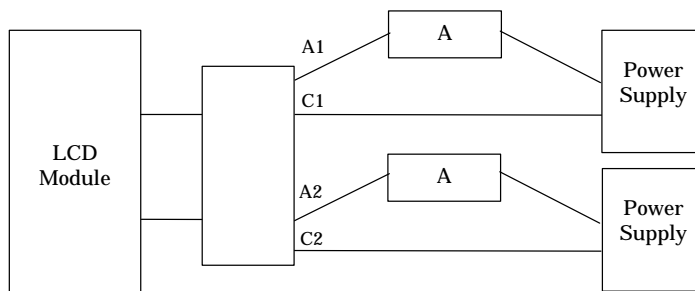 A1
A
Power
Supply
C1
LCD
Module
A2
A
Power
Supply
C2